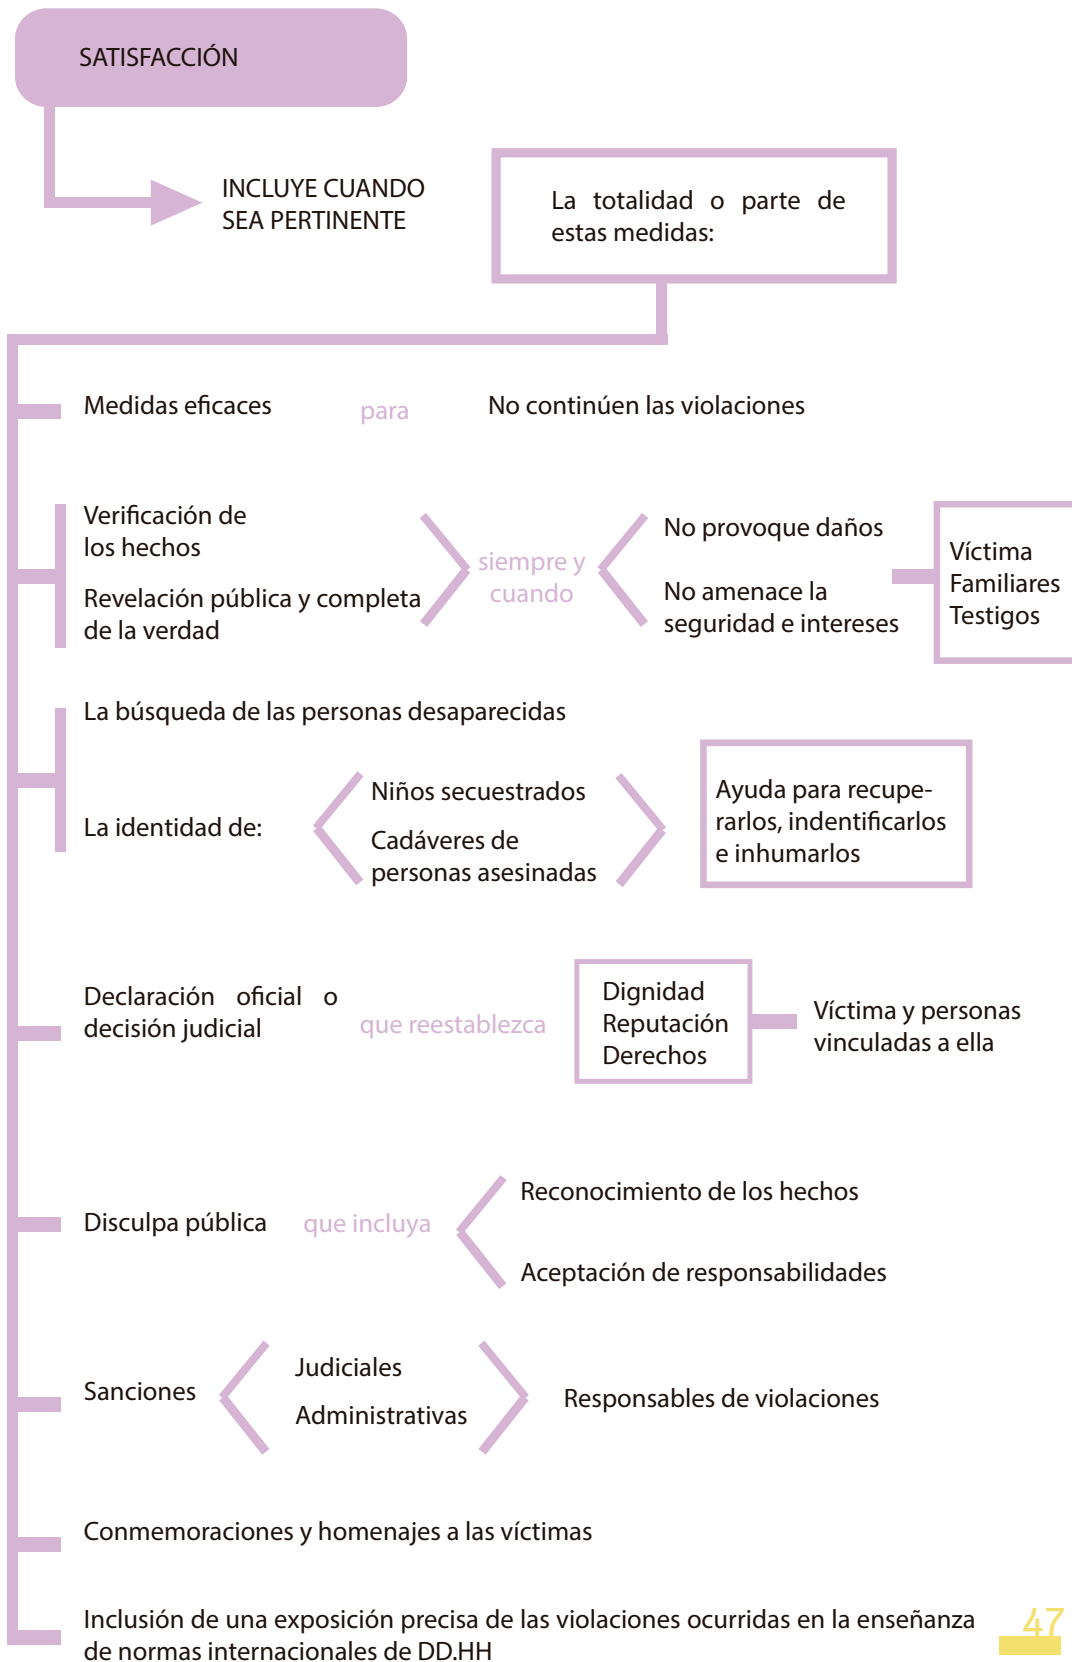 SATISFACCIÓN
INCLUYE CUANDO
SEA PERTINENTE
La totalidad o parte de
estas medidas:
Medidas eficaces
para
No continúen las violaciones
Verificación de
los hechos
Revelación pública y completa
de la verdad
siempre y
cuando
No provoque daños
No amenace la
seguridad e intereses
Víctima
Familiares
Testigos
La búsqueda de las personas desaparecidas
La identidad de:
Niños secuestrados
Cadáveres de
personas asesinadas
Ayuda para recupe-
rarlos, indentificarlos
e inhumarlos
Declaración oficial o
decisión judicial
que reestablezca
Dignidad
Reputación
Derechos
Víctima y personas
vinculadas a ella
Disculpa pública
que incluya
Reconocimiento de los hechos
Aceptación de responsabilidades
Sanciones
Judiciales
Administrativas
Responsables de violaciones
Conmemoraciones y homenajes a las víctimas
Inclusión de una exposición precisa de las violaciones ocurridas en la enseñanza
de normas internacionales de DD.HH
47